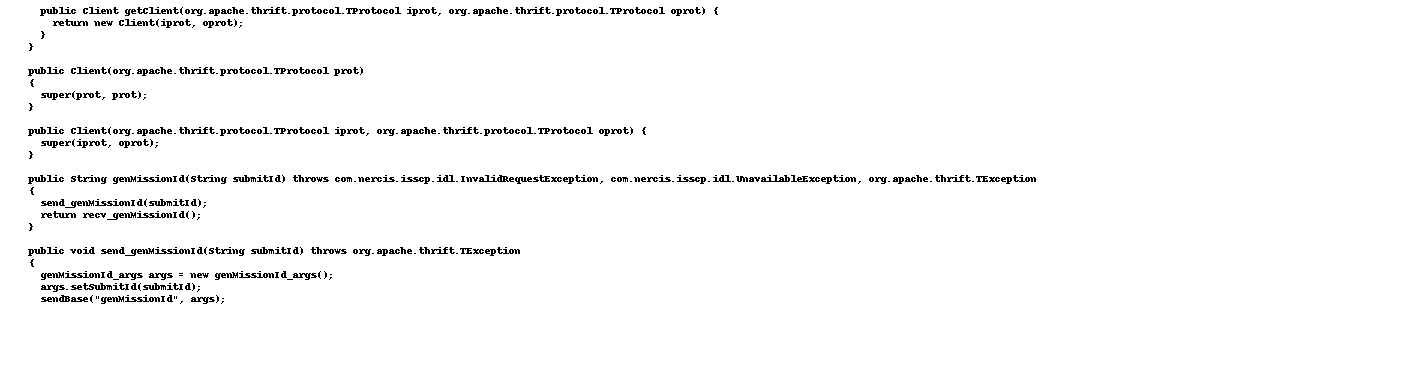 public Client getClient(org.apache.thrift.protocol.TProtocol iprot, org.apache.thrift.protocol.TProtocol oprot) {
return new Client(iprot, oprot);
}
}
public Client(org.apache.thrift.protocol.TProtocol prot)
{
super(prot, prot);
}
public Client(org.apache.thrift.protocol.TProtocol iprot, org.apache.thrift.protocol.TProtocol oprot) {
super(iprot, oprot);
}
public String genMissionId(String submitId) throws com.nercis.isscp.idl.InvalidRequestException, com.nercis.isscp.idl.UnavailableException, org.apache.thrift.TException
{
send_genMissionId(submitId);
return recv_genMissionId();
}
public void send_genMissionId(String submitId) throws org.apache.thrift.TException
{
genMissionId_args args = new genMissionId_args();
args.setSubmitId(submitId);
sendBase("genMissionId", args);